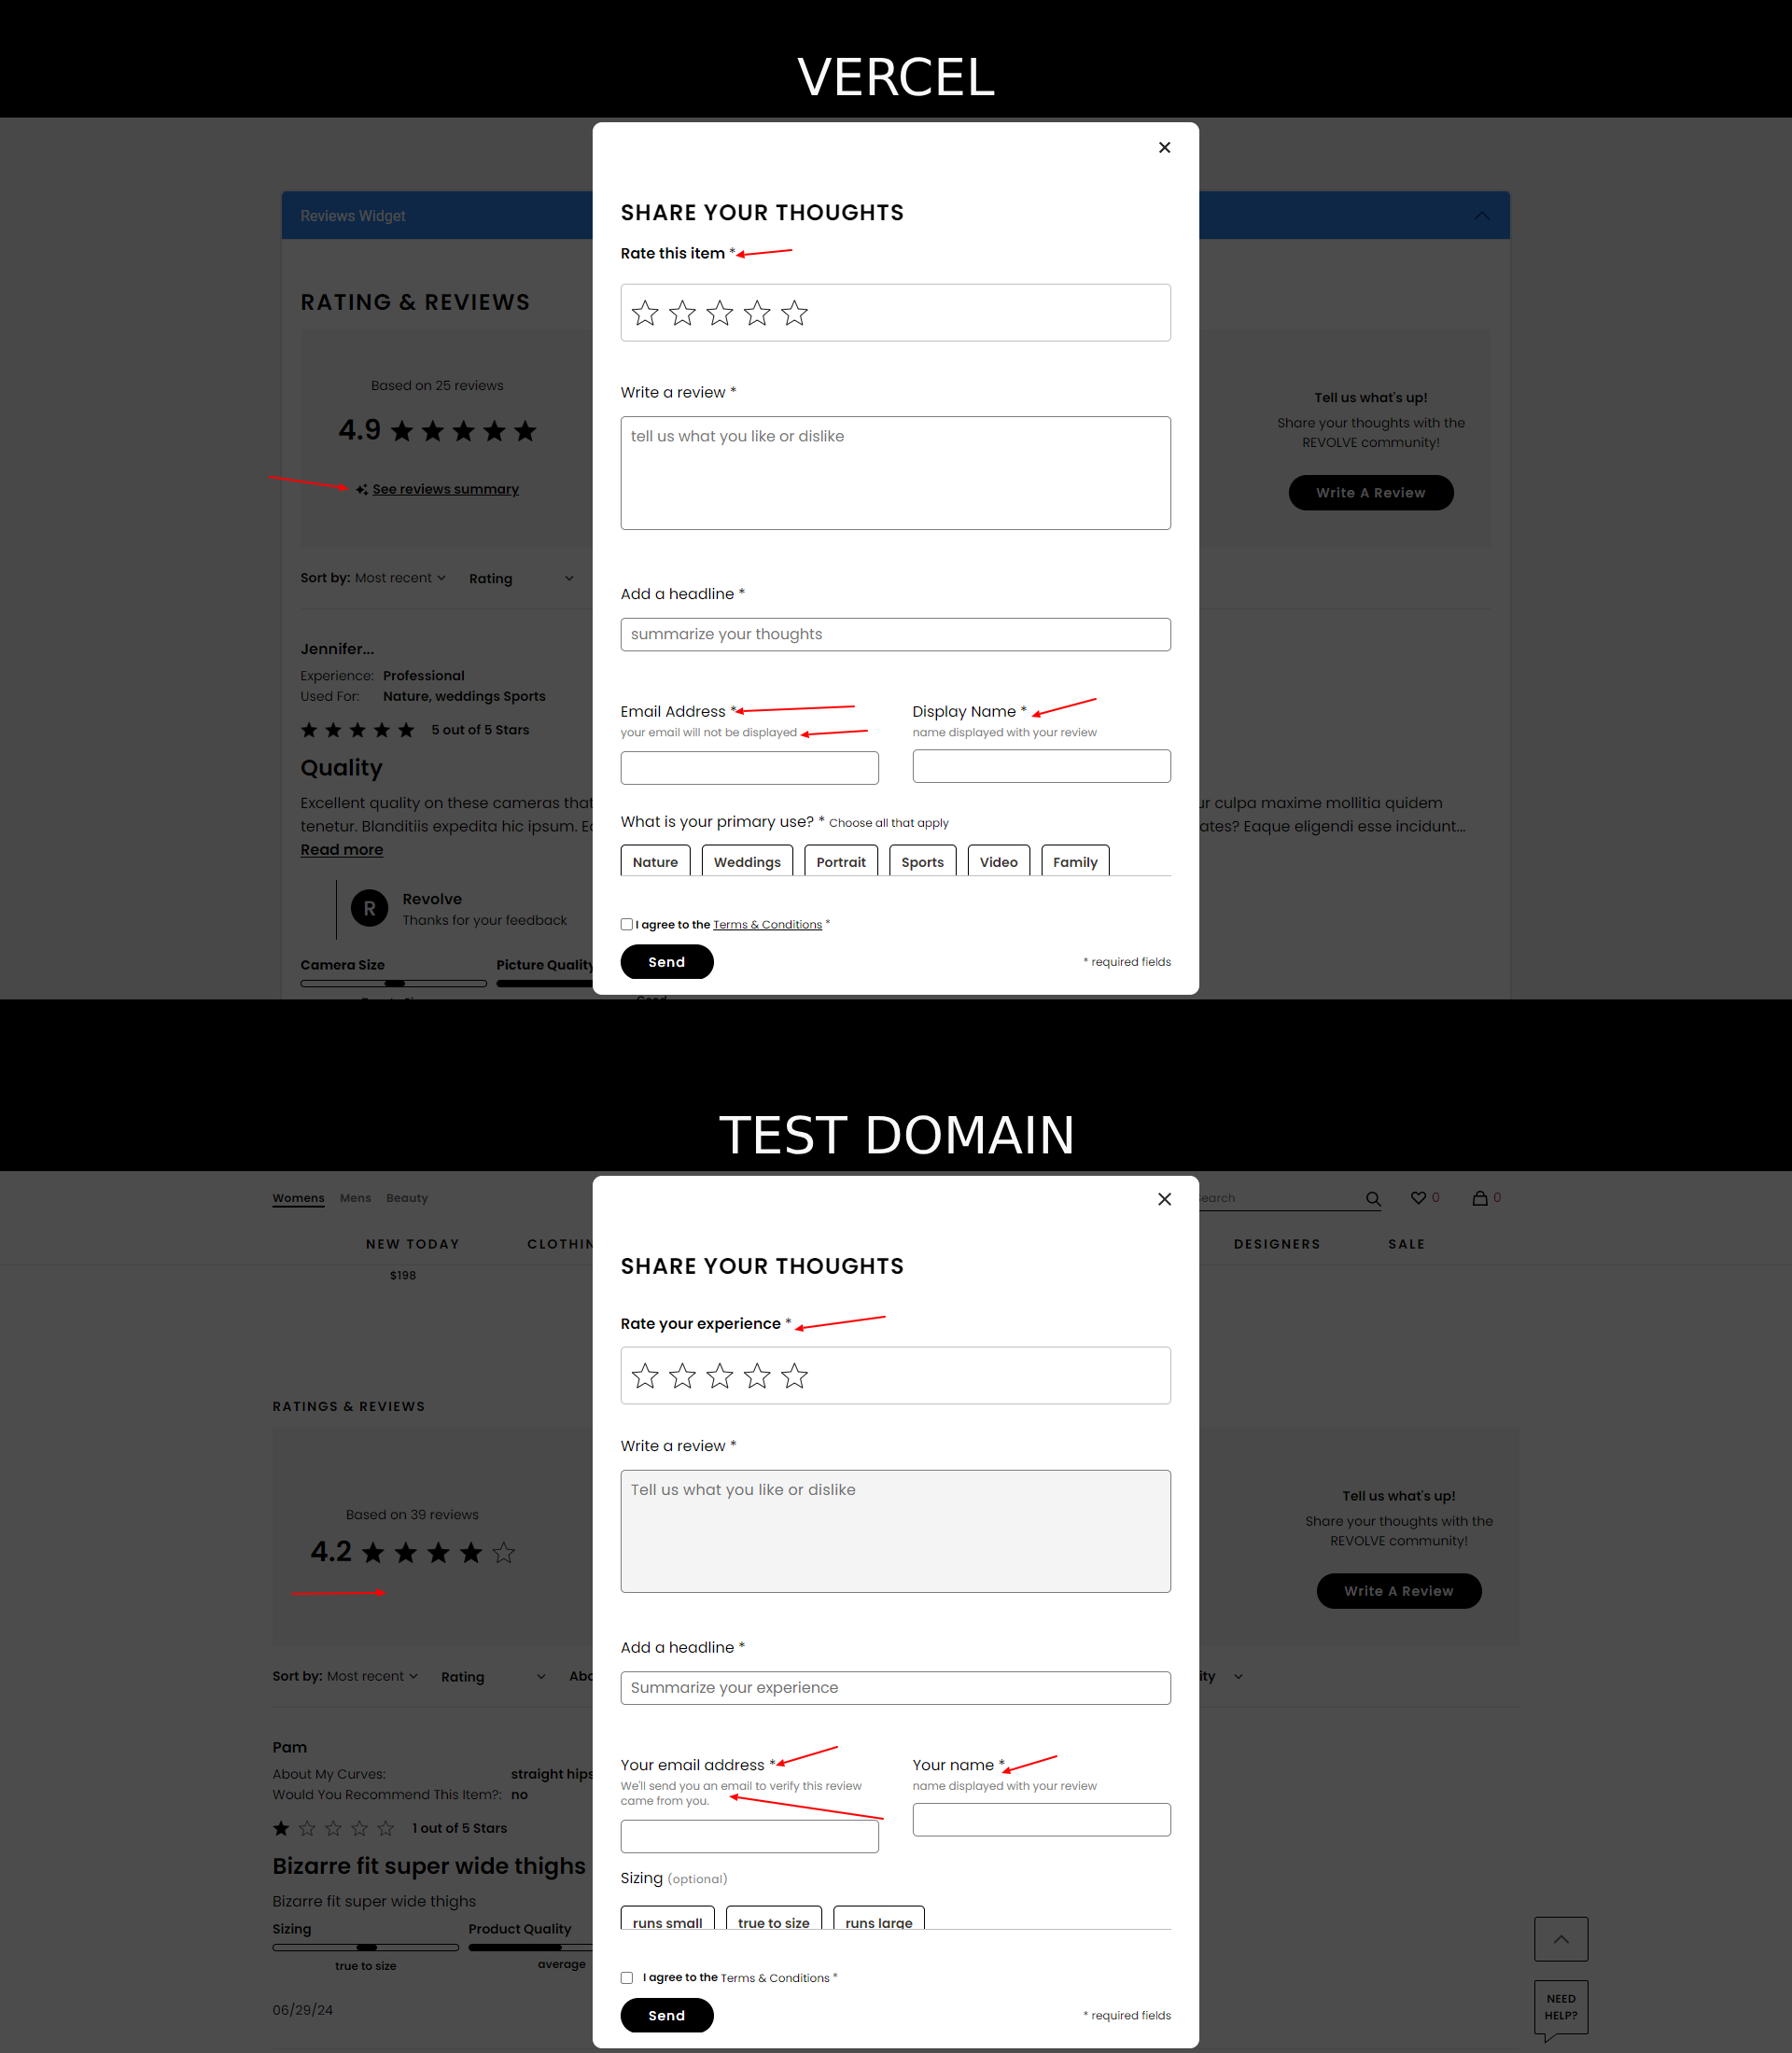 VERCEL
Reviews Widget
RATING & REVIEWS
Based on 25 reviews
4.9
See reviews summary
Sort by: Most recent Rating
Jennifer...
Experience: Professional
Used For: Nature, weddings Sports
5 out of 5 Stars
Quality
Excellent quality on these cameras that
tenetur. Blanditiis expedita hic ipsum.
Read more
R
Revolve
Thanks for your feedback
Camera Size Picture Quality
SHARE YOUR THOUGHTS
Rate this item *
Write a review *
tell us what you like or dislike
Add a headline *
summarize your thoughts
Email Address *
your email will not be displayed
Display Name *
name displayed with your review
What is your primary use? * Choose all that apply
Nature Weddings Portrait Sports Video Family
I agree to the Terms & Conditions *
Send
* required fields
Tell us what's up!
Share your thoughts with the
REVOLVE community!
Write A Review
culpa maxime mollitia quidem
Eaque eligendi esse incidunt...
TEST DOMAIN
Womens Mens Beauty
NEW TODAY
DESIGNERS SALE
0 0
$198
RATINGS & REVIEWS
Based on 39 reviews
4.2
Sort by: Most recent Rating
Pam
About My Curves: straight hips
Would You Recommend This Item?: no
1 out of 5 Stars
Bizarre fit super wide thighs
Bizarre fit super wide thighs
Sizing Product Quality
true to size average
06/29/24
SHARE YOUR THOUGHTS
Rate your experience *
Write a review *
Tell us what you like or dislike
Add a headline *
Summarize your experience
Your email address *
We'll send you an email to verify this review
came from you.
Your name *
name displayed with your review
Sizing (optional)
runs small true to size runs large
I agree to the Terms & Conditions *
Send
* required fields
Tell us what's up!
Share your thoughts with the
REVOLVE community!
Write A Review
NEED
HELP?